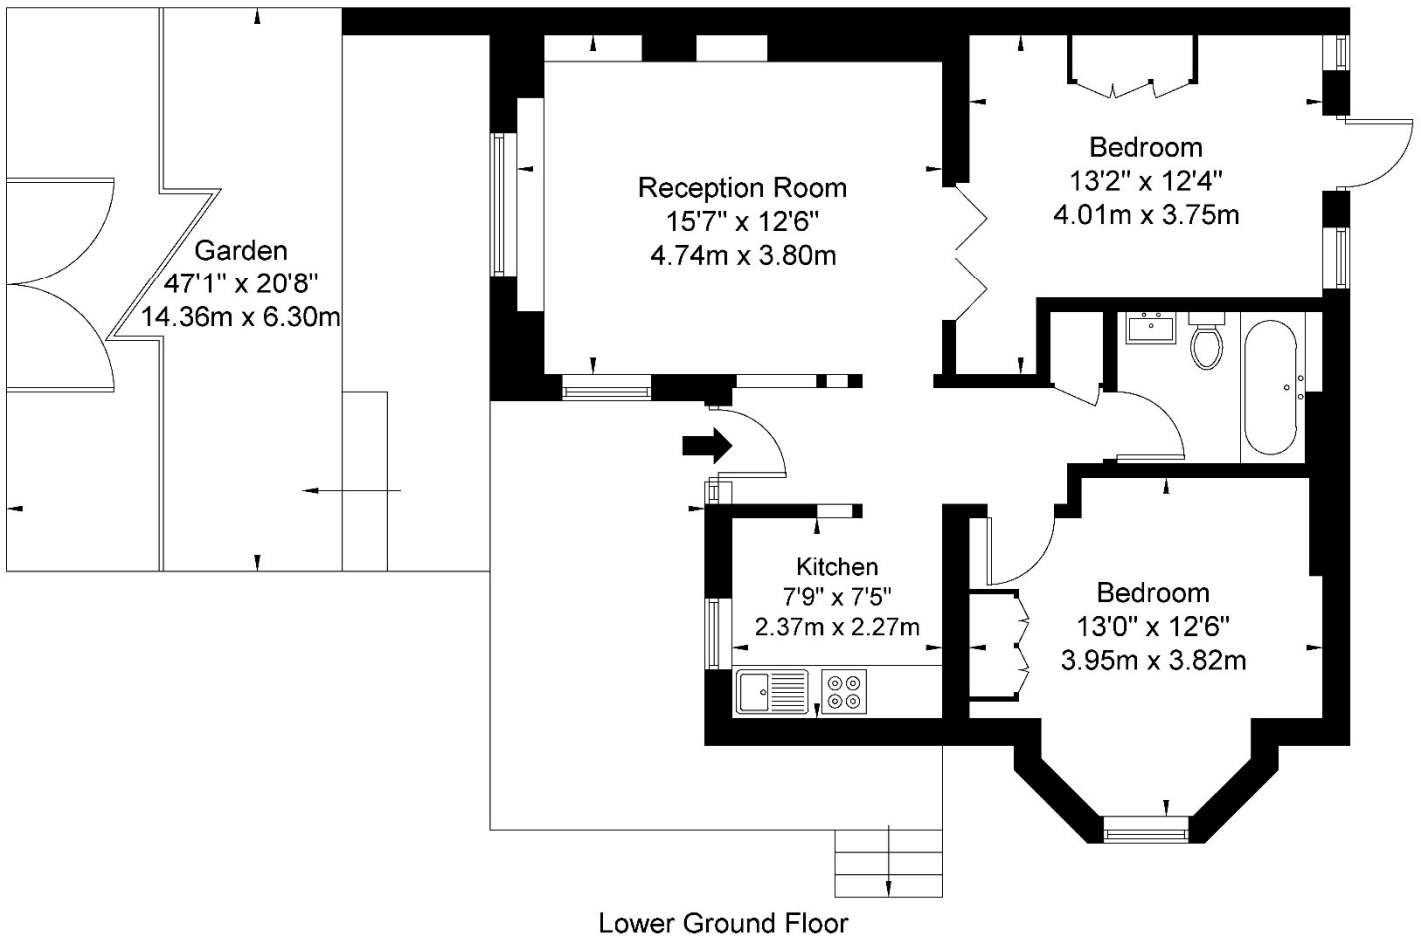 Bedroom
13'2" x 12'4"
4.01m x 3.75m
Reception Room
15'7" x 12'6"
4.74m x 3.80m
Garden
47'1" x 20'8"
14.36m x 6.30m
Kitchen
7'9" x 7'5"
2.37m x 2.27m
Bedroom
13'0" x 12'6"
3.95m x 3.82m
Lower Ground Floor